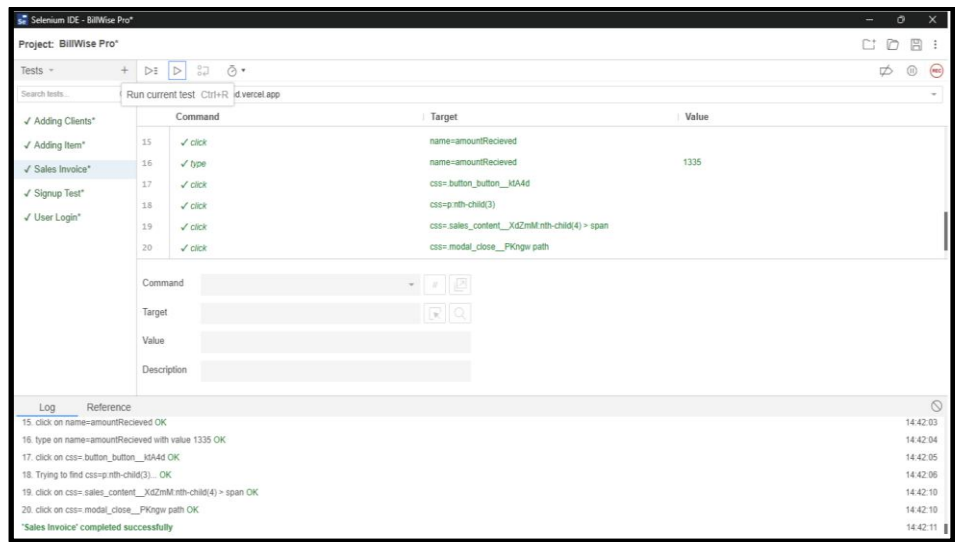 Selenium IDE - BillWise Pro*
Project: BillWise Pro*
Tests
Search tests...
Run current test Ctrl+R
d.vercel.app
Command Target Value
✓ Adding Clients*
✓ Adding Item*
✓ Sales Invoice*
✓ Signup Test*
✓ User Login*
15 ✓ click name=amountRecieved
16 ✓ type name=amountRecieved 1335
17 ✓ click css=.button_button__ktA4d
18 ✓ click css=p:nth-child(3)
19 ✓ click css=.sales_content__XdZmM:nth-child(4) > span
20 ✓ click css=.modal_close__PKngw path
Command
//
Target
Value
Description
Log Reference
15. click on name=amountRecieved OK 14:42:03
16. type on name=amountRecieved with value 1335 OK 14:42:04
17. click on css=.button_button__ktA4d OK 14:42:05
18. Trying to find css=p:nth-child(3)... OK 14:42:06
19. click on css=.sales_content__XdZmM:nth-child(4) > span OK 14:42:10
20. click on css=.modal_close__PKngw path OK 14:42:10
'Sales Invoice' completed successfully 14:42:11